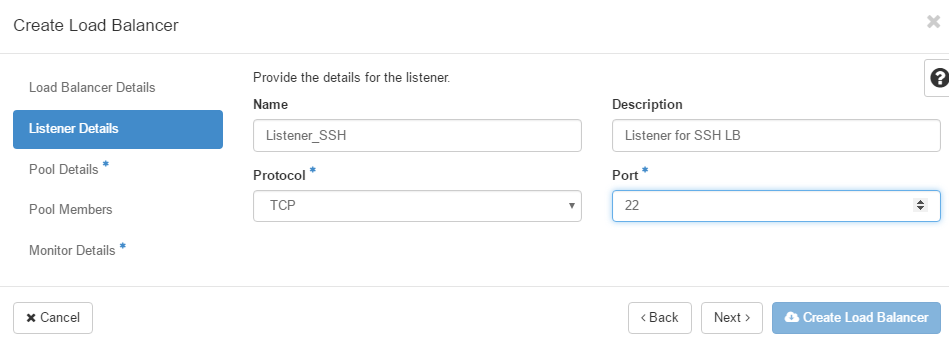 Create Load Balancer
Load Balancer Details
Listener Details
Pool Details *
Pool Members
Monitor Details *
Provide the details for the listener.
Name
Listener_SSH
Description
Listener for SSH LB
Protocol *
TCP
Port *
22
Cancel
Back
Next
Create Load Balancer